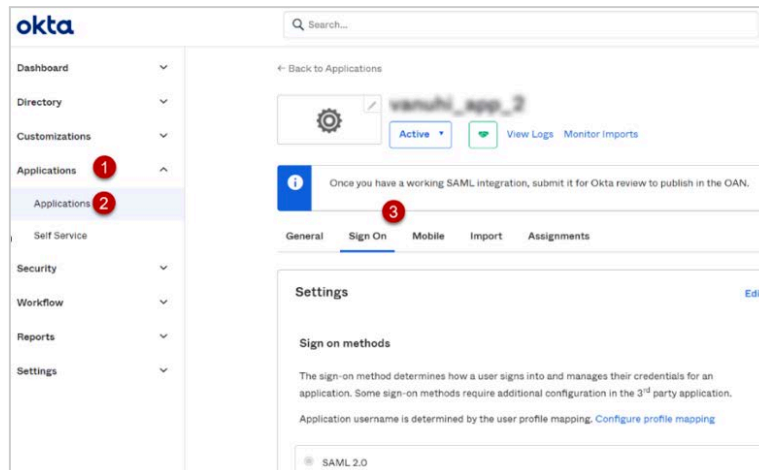 okta
Search...
Dashboard
Directory
Customizations
Applications 1
Applications 2
Self Service
Security
Workflow
Reports
Settings
← Back to Applications
vanuhi_app_2
Active
View Logs Monitor Imports
Once you have a working SAML integration, submit it for Okta review to publish in the OAN.
3
General Sign On Mobile Import Assignments
Settings
Edi
Sign on methods
The sign-on method determines how a user signs into and manages their credentials for an
application. Some sign-on methods require additional configuration in the 3rd party application.
Application username is determined by the user profile mapping. Configure profile mapping
SAML 2.0